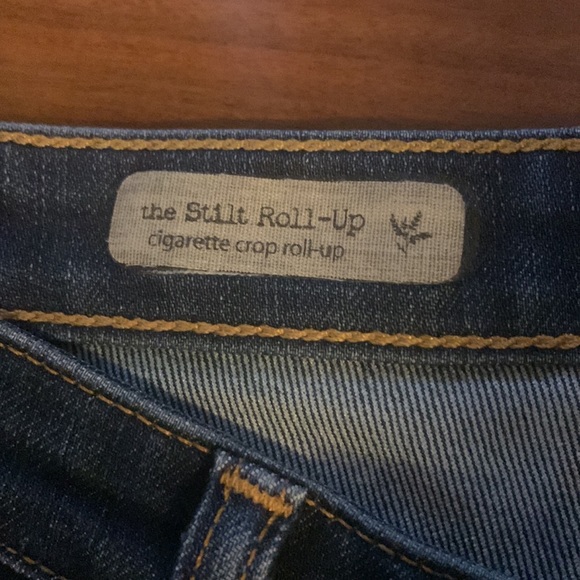 the Stilt Roll-Up
cigarette crop roll-up